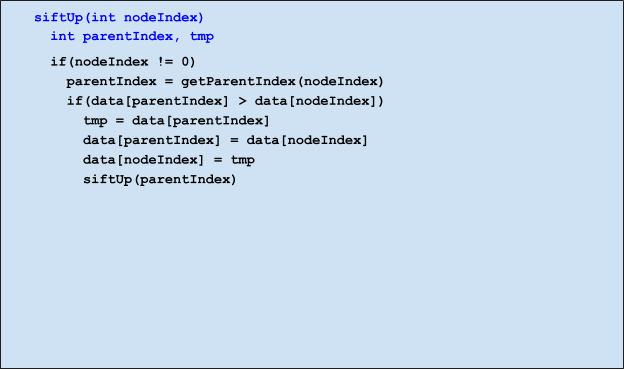 siftUp(int nodeIndex)
int parentIndex, tmp
if(nodeIndex != 0)
parentIndex = getParentIndex(nodeIndex)
if(data[parentIndex] > data[nodeIndex])
tmp = data[parentIndex]
data[parentIndex] = data[nodeIndex]
data[nodeIndex] = tmp
siftUp(parentIndex)